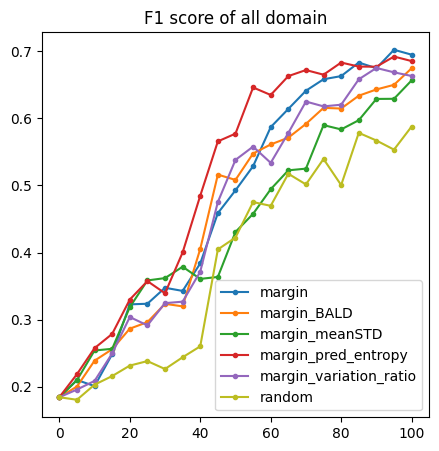 F1 score of all domain
0.7
0.6
0.5
0.4
0.3
0.2
margin
margin_BALD
margin_meanSTD
margin_pred_entropy
margin_variation_ratio
random
0 20 40 60 80 100